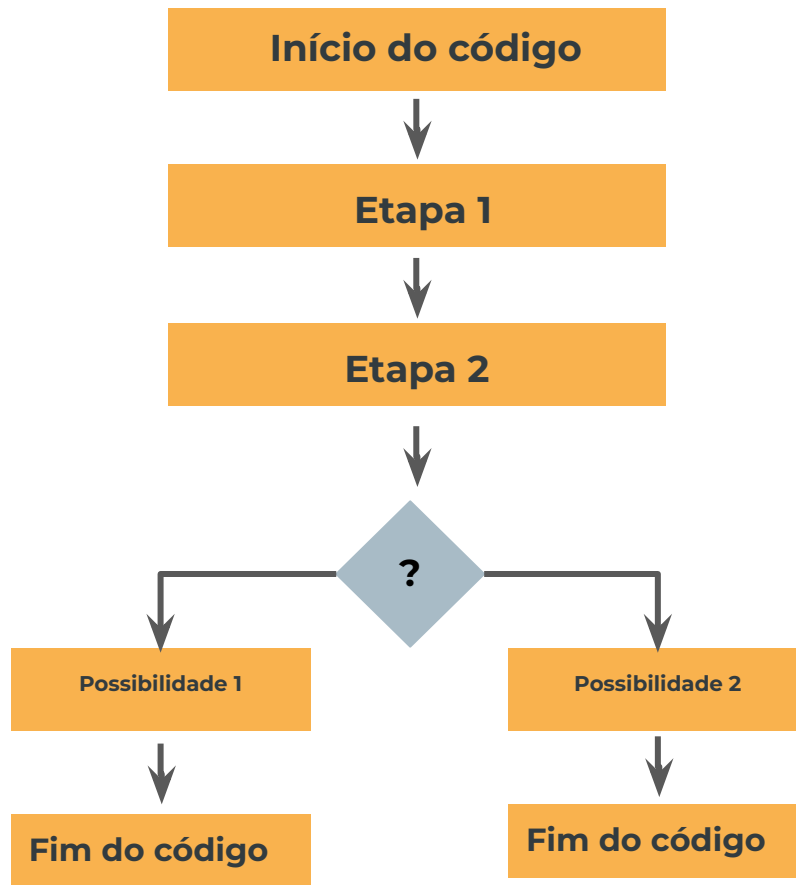 Início do código
Etapa 1
Etapa 2
?
Possibilidade 1
Possibilidade 2
Fim do código
Fim do código